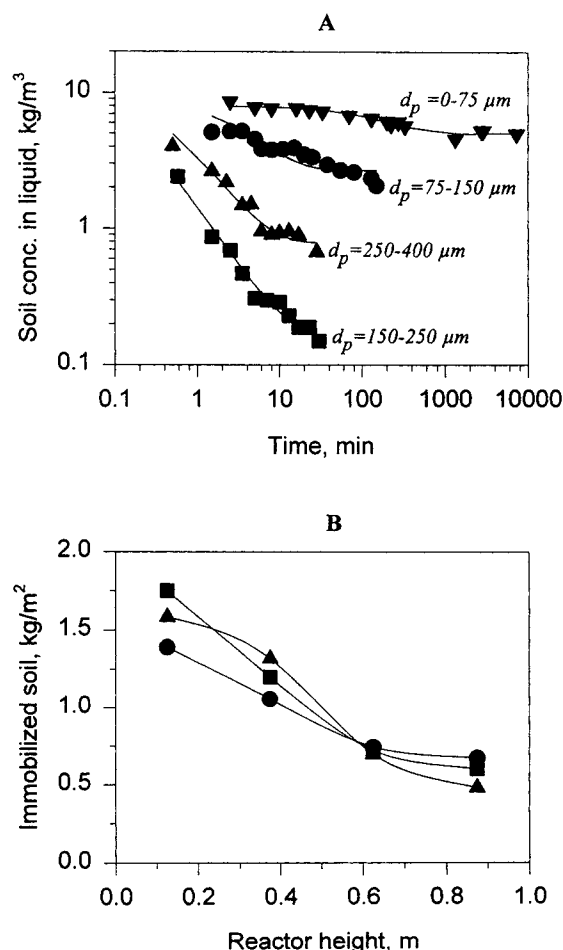 A
Soil conc. in liquid, kg/m³
10
1
0.1
d_p =0-75 µm
d_p=75-150 µm
d_p=250-400 µm
d_p=150-250 µm
0.1 1 10 100 1000 10000
Time, min
B
Immobilized soil, kg/m²
2.0
1.5
1.0
0.5
0.0
0.0 0.2 0.4 0.6 0.8 1.0
Reactor height, m